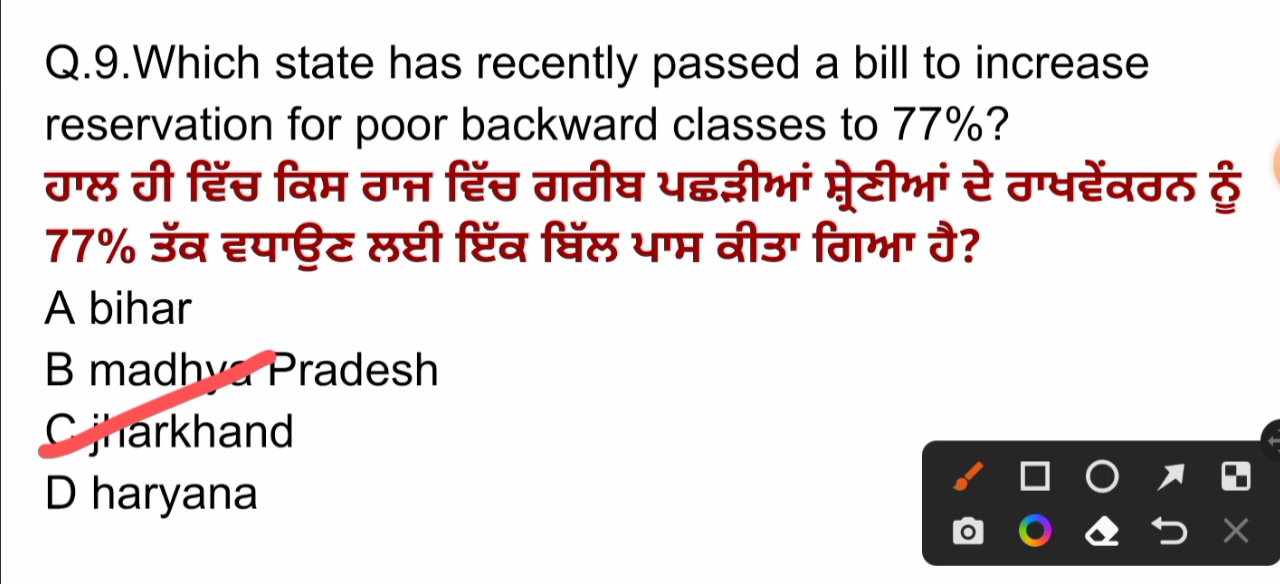 Q.9.Which state has recently passed a bill to increase
reservation for poor backward classes to 77%?
ਹਾਲ ਹੀ ਵਿੱਚ ਕਿਸ ਰਾਜ ਵਿੱਚ ਗਰੀਬ ਪਛੜੀਆਂ ਸ਼੍ਰੇਣੀਆਂ ਦੇ ਰਾਖਵੇਂਕਰਨ ਨੂੰ
77% ਤੱਕ ਵਧਾਉਣ ਲਈ ਇੱਕ ਬਿੱਲ ਪਾਸ ਕੀਤਾ ਗਿਆ ਹੈ?
A bihar
B madhya Pradesh
C jharkhand
D haryana